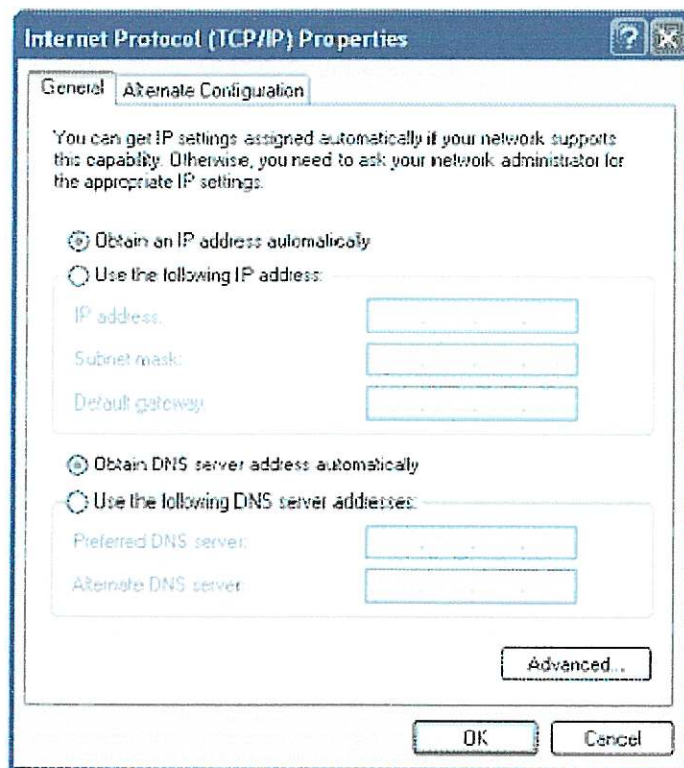 Internet Protocol (TCP/IP) Properties
General
Alternate Configuration
You can get IP settings assigned automatically if your network supports
this capability. Otherwise, you need to ask your network administrator for
the appropriate IP settings.
Obtain an IP address automatically
Use the following IP address:
IP address:
Subnet mask:
Default gateway:
Obtain DNS server address automatically
Use the following DNS server addresses:
Preferred DNS server:
Alternate DNS server:
Advanced...
OK
Cancel